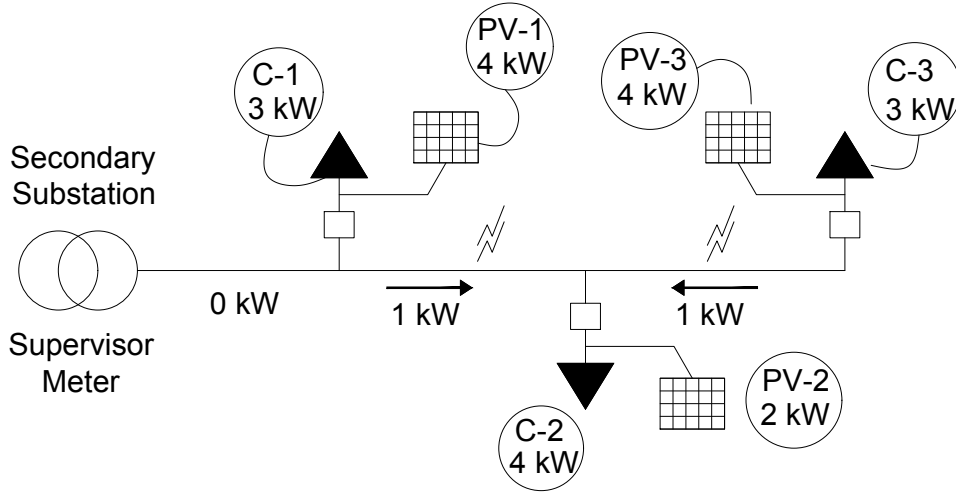 PV-1
4 kW
C-1
3 kW
PV-3
4 kW
C-3
3 kW
Secondary
Substation
0 kW
1 kW
1 kW
Supervisor
Meter
PV-2
2 kW
C-2
4 kW